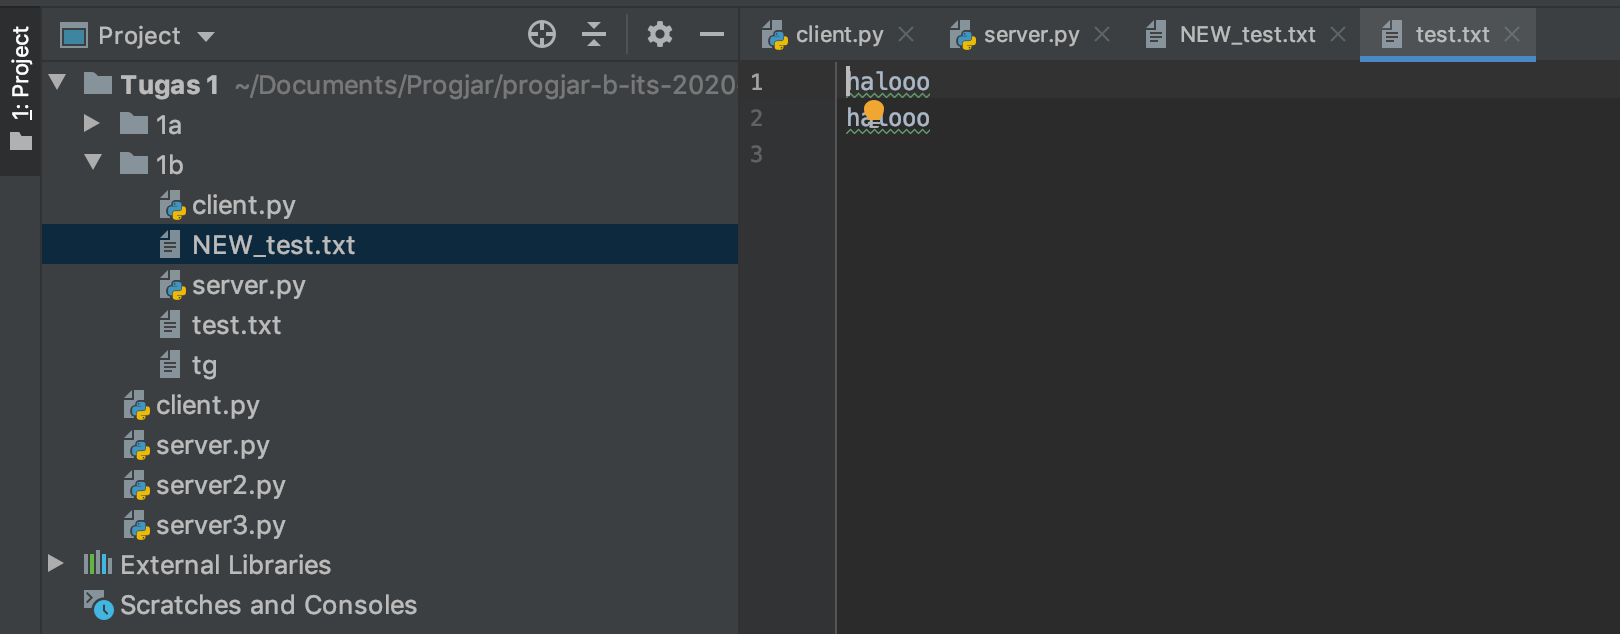 1: Project
Project
Tugas 1 ~/Documents/Progjar/progjar-b-its-2020
1a
1b
client.py
NEW_test.txt
server.py
test.txt
tg
client.py
server.py
server2.py
server3.py
External Libraries
Scratches and Consoles
client.py server.py NEW_test.txt test.txt
1 halooo
2 halooo
3